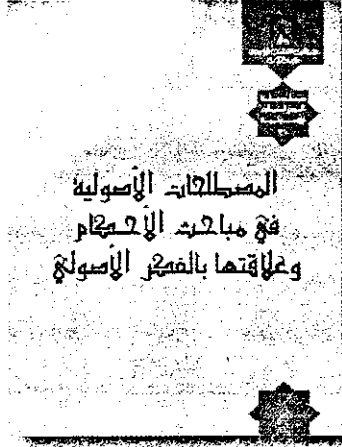 المصطلحات الأصولية
في مباحث الأحكام
وعلاقتها بالفكر الأصولي